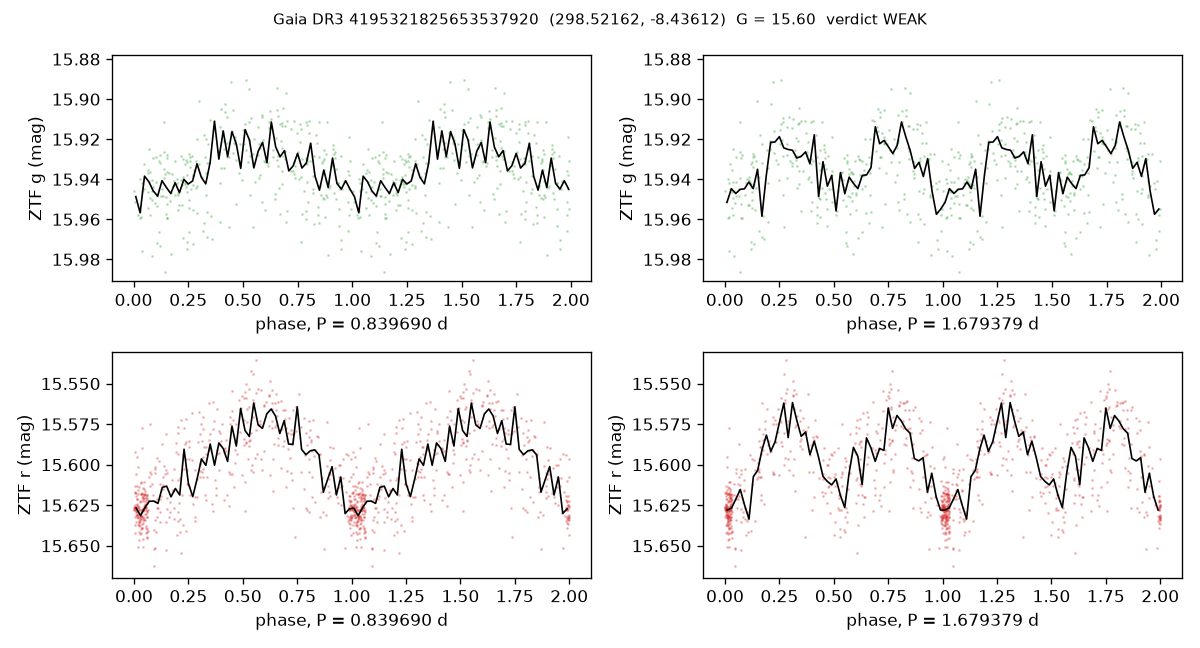 Gaia DR3 4195321825653537920 (298.52162, -8.43612) G = 15.60 verdict WEAK
ZTF g (mag)
15.88
15.90
15.92
15.94
15.96
15.98
0.00 0.25 0.50 0.75 1.00 1.25 1.50 1.75 2.00
phase, P = 0.839690 d
ZTF g (mag)
15.88
15.90
15.92
15.94
15.96
15.98
0.00 0.25 0.50 0.75 1.00 1.25 1.50 1.75 2.00
phase, P = 1.679379 d
ZTF r (mag)
15.550
15.575
15.600
15.625
15.650
0.00 0.25 0.50 0.75 1.00 1.25 1.50 1.75 2.00
phase, P = 0.839690 d
ZTF r (mag)
15.550
15.575
15.600
15.625
15.650
0.00 0.25 0.50 0.75 1.00 1.25 1.50 1.75 2.00
phase, P = 1.679379 d